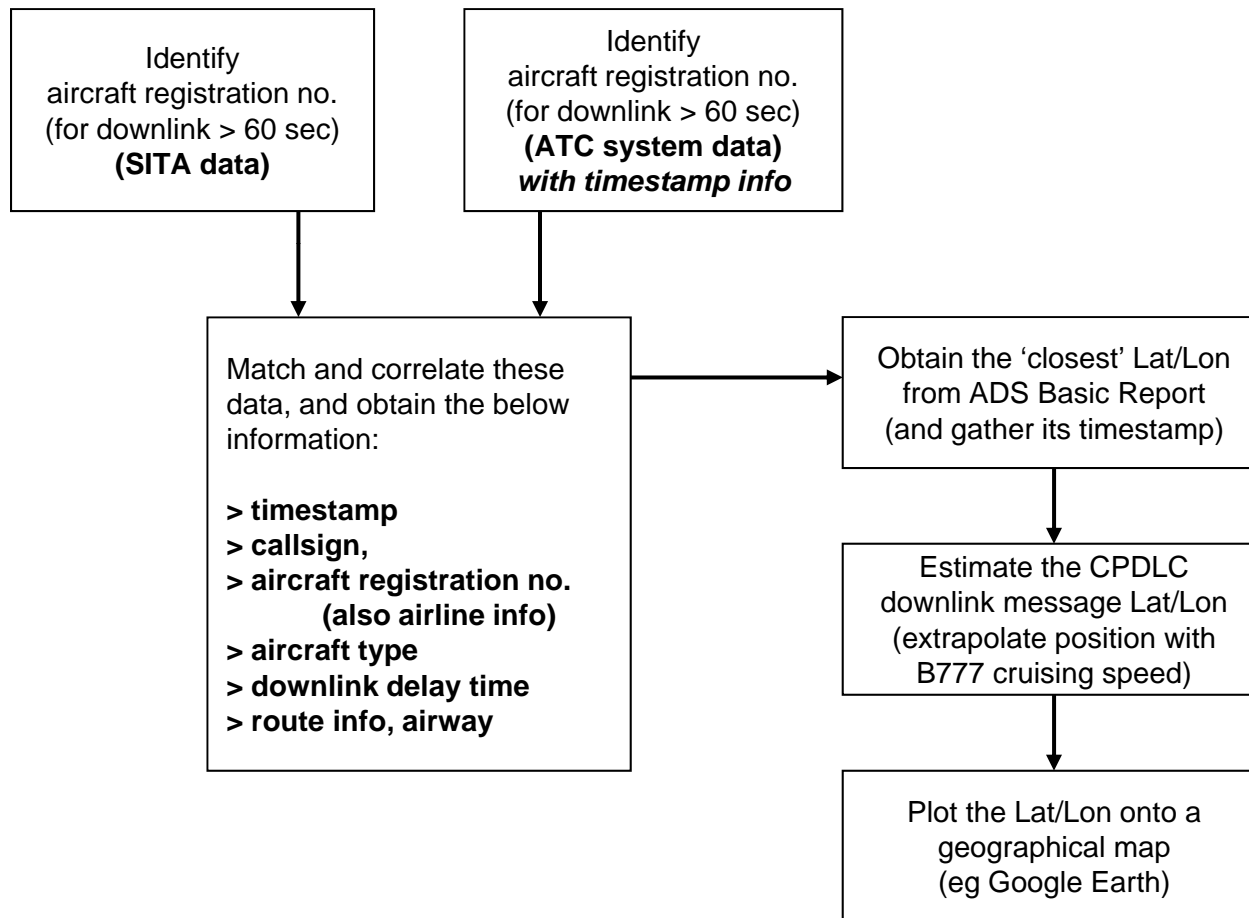 Identify
aircraft registration no.
(for downlink > 60 sec)
(SITA data)
Identify
aircraft registration no.
(for downlink > 60 sec)
(ATC system data)
with timestamp info
Match and correlate these
data, and obtain the below
information:
> timestamp
> callsign,
> aircraft registration no.
(also airline info)
> aircraft type
> downlink delay time
> route info, airway
Obtain the ‘closest’ Lat/Lon
from ADS Basic Report
(and gather its timestamp)
Estimate the CPDLC
downlink message Lat/Lon
(extrapolate position with
B777 cruising speed)
Plot the Lat/Lon onto a
geographical map
(eg Google Earth)